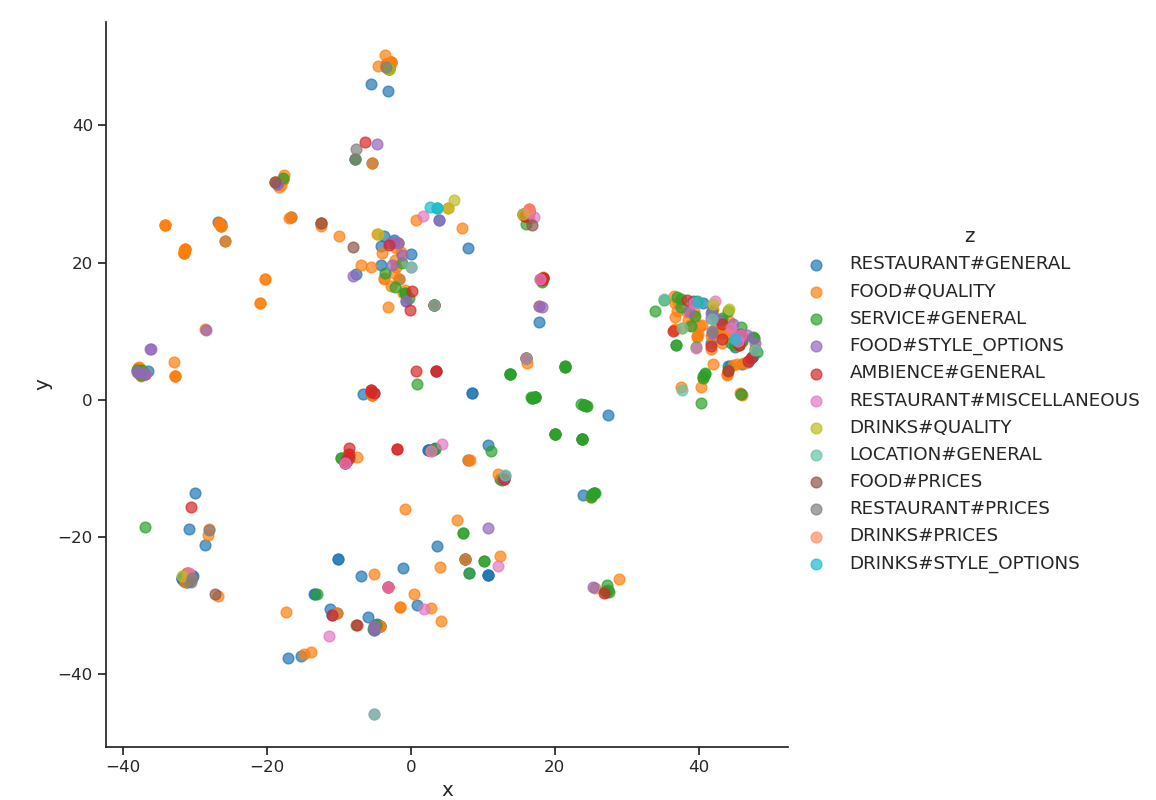 40
20
0
−20
−40
y
−40
−20
0
20
40
x
z
RESTAURANT#GENERAL
FOOD#QUALITY
SERVICE#GENERAL
FOOD#STYLE_OPTIONS
AMBIENCE#GENERAL
RESTAURANT#MISCELLANEOUS
DRINKS#QUALITY
LOCATION#GENERAL
FOOD#PRICES
RESTAURANT#PRICES
DRINKS#PRICES
DRINKS#STYLE_OPTIONS